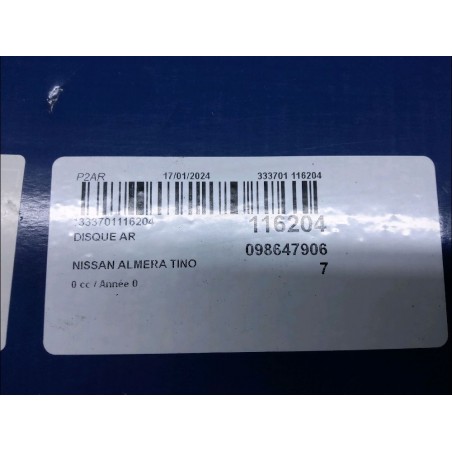 P2AR 17/01/2024 333701 116204
333701116204 116204
DISQUE AR 098647906
NISSAN ALMERA TINO 7
0 cc / Année 0